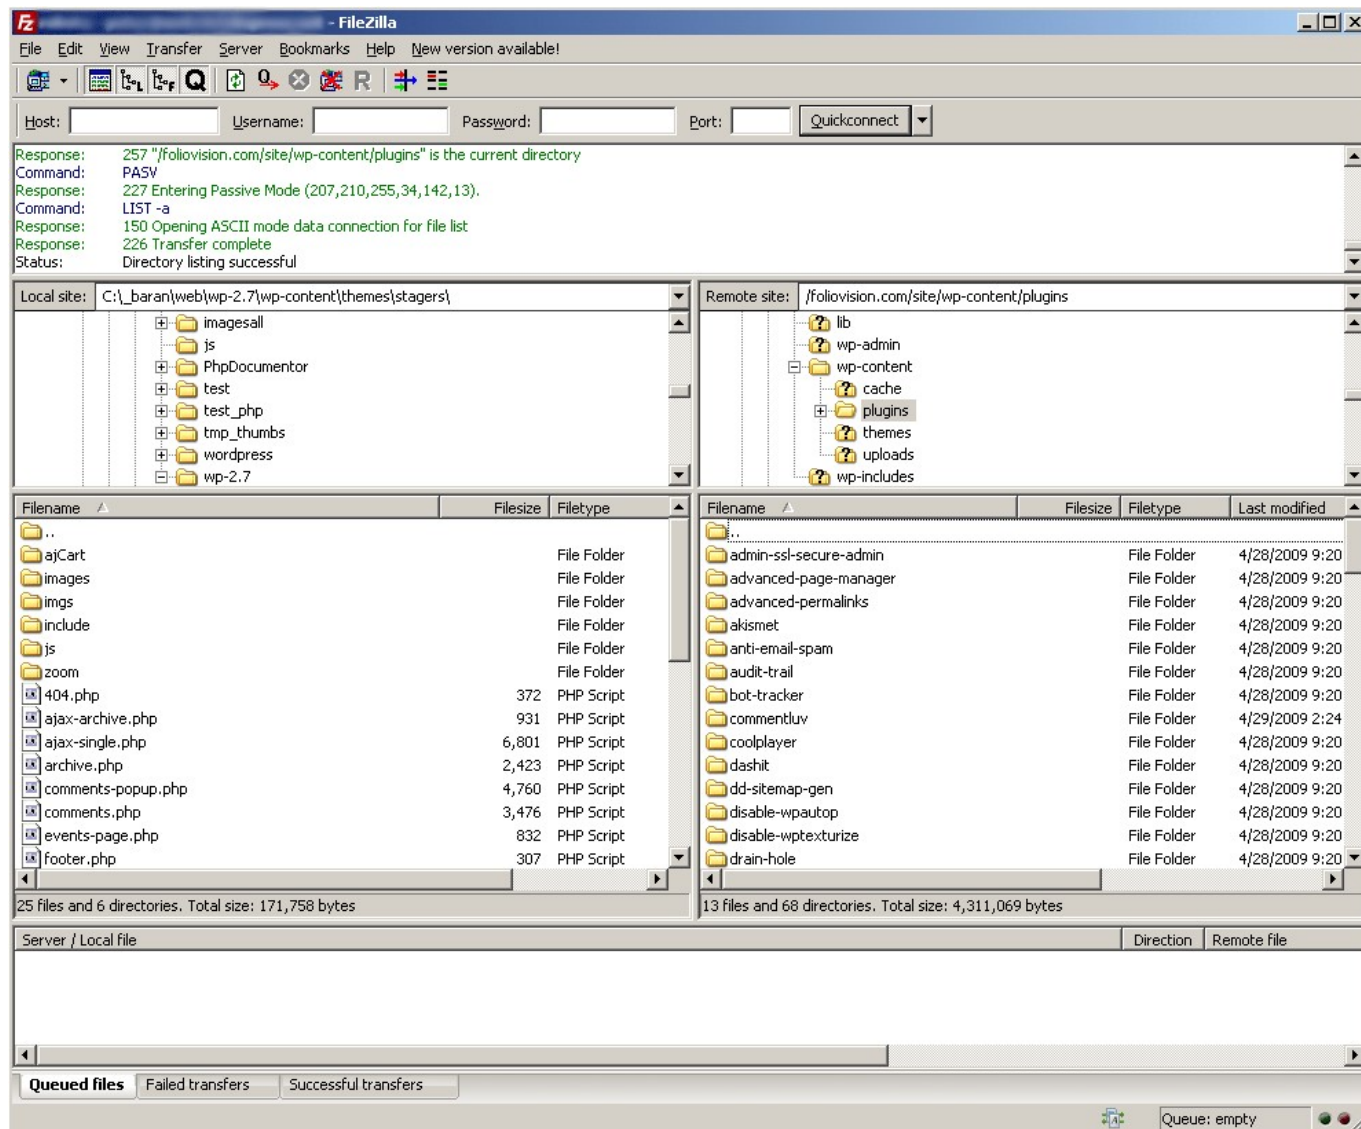 - FileZilla
File Edit View Transfer Server Bookmarks Help New version available!
Host: Username: Password: Port: Quickconnect
Response: 257 "/foliovision.com/site/wp-content/plugins" is the current directory
Command: PASV
Response: 227 Entering Passive Mode (207,210,255,34,142,13).
Command: LIST -a
Response: 150 Opening ASCII mode data connection for file list
Response: 226 Transfer complete
Status: Directory listing successful
Local site: C:\_baran\web\wp-2.7\wp-content\themes\stagers\
imagesall
js
PhpDocumentor
test
test_php
tmp_thumbs
wordpress
wp-2.7
Remote site: /foliovision.com/site/wp-content/plugins
lib
wp-admin
wp-content
cache
plugins
themes
uploads
wp-includes
Filename Filesize Filetype
..
ajCart File Folder
images File Folder
imgs File Folder
include File Folder
js File Folder
zoom File Folder
404.php 372 PHP Script
ajax-archive.php 931 PHP Script
ajax-single.php 6,801 PHP Script
archive.php 2,423 PHP Script
comments-popup.php 4,760 PHP Script
comments.php 3,476 PHP Script
events-page.php 832 PHP Script
footer.php 307 PHP Script
25 files and 6 directories. Total size: 171,758 bytes
Filename Filesize Filetype Last modified
..
admin-ssl-secure-admin File Folder 4/28/2009 9:20
advanced-page-manager File Folder 4/28/2009 9:20
advanced-permalinks File Folder 4/28/2009 9:20
akismet File Folder 4/28/2009 9:20
anti-email-spam File Folder 4/28/2009 9:20
audit-trail File Folder 4/28/2009 9:20
bot-tracker File Folder 4/28/2009 9:20
commentluv File Folder 4/29/2009 2:24
coolplayer File Folder 4/28/2009 9:20
dashit File Folder 4/28/2009 9:20
dd-sitemap-gen File Folder 4/28/2009 9:20
disable-wpautop File Folder 4/28/2009 9:20
disable-wptexturize File Folder 4/28/2009 9:20
drain-hole File Folder 4/28/2009 9:20
13 files and 68 directories. Total size: 4,311,069 bytes
Server / Local file Direction Remote file
Queued files Failed transfers Successful transfers
Queue: empty